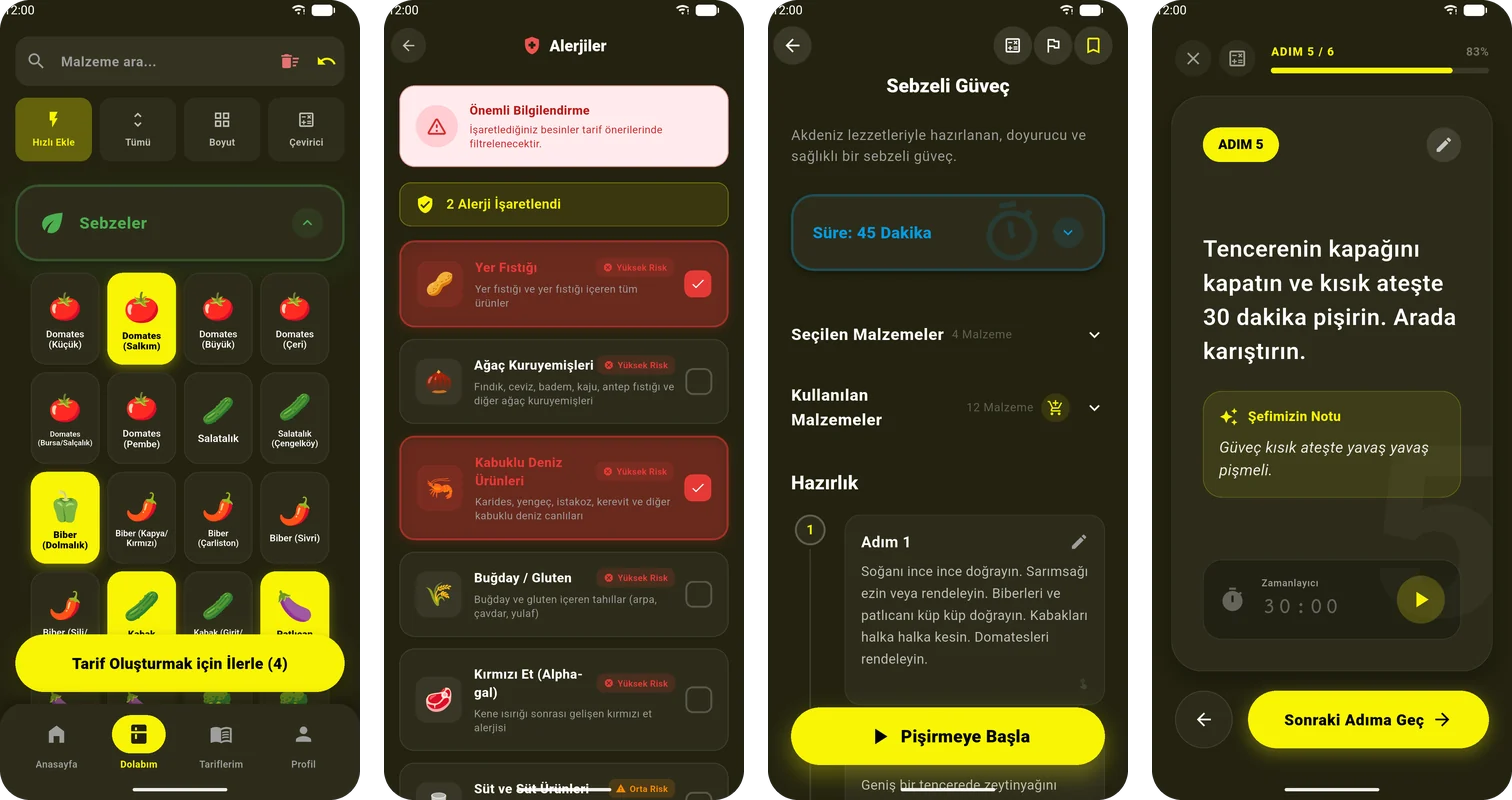 12:00
Malzeme ara...
Hızlı Ekle
Tümü
Boyut
Çevirici
Sebzeler
Domates
(Küçük)
Domates
(Salkım)
Domates
(Büyük)
Domates
(Çeri)
Domates
(Bursa/Salçalık)
Domates
(Pembe)
Salatalık
Salatalık
(Çengelköy)
Biber
(Dolmalık)
Biber (Kapya/
Kırmızı)
Biber
(Çarliston)
Biber (Sivri)
Biber (Sili/
Kabak
Kabak (Girit/
Patlıcan
Tarif Oluşturmak için İlerle (4)
Anasayfa
Dolabım
Tariflerim
Profil
12:00
Alerjiler
Önemli Bilgilendirme
İşaretlediğiniz besinler tarif önerilerinde
filtrelenecektir.
2 Alerji İşaretlendi
Yer Fıstığı
Yüksek Risk
Yer fıstığı ve yer fıstığı içeren tüm
ürünler
Ağaç Kuruyemişleri
Yüksek Risk
Fındık, ceviz, badem, kaju, antep fıstığı ve
diğer ağaç kuruyemişleri
Kabuklu Deniz
Ürünleri
Yüksek Risk
Karides, yengeç, istakoz, kerevit ve diğer
kabuklu deniz canlıları
Buğday / Gluten
Yüksek Risk
Buğday ve gluten içeren tahıllar (arpa,
çavdar, yulaf)
Kırmızı Et (Alpha-
gal)
Yüksek Risk
Kene ısırığı sonrası gelişen kırmızı et
alerjisi
Süt ve Süt Ürünleri
Orta Risk
12:00
Sebzeli Güveç
Akdeniz lezzetleriyle hazırlanan, doyurucu ve
sağlıklı bir sebzeli güveç.
Süre: 45 Dakika
Seçilen Malzemeler 4 Malzeme
Kullanılan
Malzemeler
12 Malzeme
Hazırlık
1
Adım 1
Soğanı ince ince doğrayın. Sarımsağı
ezin veya rendeleyin. Biberleri ve
patlıcanı küp küp doğrayın. Kabakları
halka halka kesin. Domatesleri
rendeleyin.
Pişirmeye Başla
Geniş bir tencerede zeytinyağını
12:00
ADIM 5 / 6
83%
ADIM 5
Tencerenin kapağını
kapatın ve kısık ateşte
30 dakika pişirin. Arada
karıştırın.
Şefimizin Notu
Güveç kısık ateşte yavaş yavaş
pişmeli.
5
Zamanlayıcı
30:00
Sonraki Adıma Geç